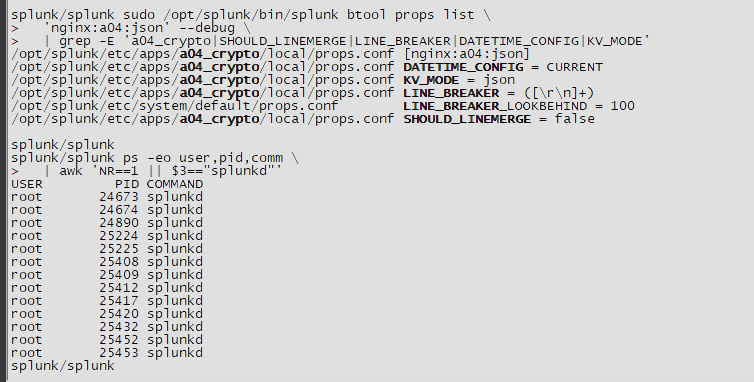 splunk/splunk sudo /opt/splunk/bin/splunk btool props list \
>   'nginx:a04:json' --debug \
>   | grep -E 'a04_crypto|SHOULD_LINEMERGE|LINE_BREAKER|DATETIME_CONFIG|KV_MODE'
/opt/splunk/etc/apps/a04_crypto/local/props.conf [nginx:a04:json]
/opt/splunk/etc/apps/a04_crypto/local/props.conf DATETIME_CONFIG = CURRENT
/opt/splunk/etc/apps/a04_crypto/local/props.conf KV_MODE = json
/opt/splunk/etc/apps/a04_crypto/local/props.conf LINE_BREAKER = ([\r\n]+)
/opt/splunk/etc/system/default/props.conf        LINE_BREAKER_LOOKBEHIND = 100
/opt/splunk/etc/apps/a04_crypto/local/props.conf SHOULD_LINEMERGE = false
splunk/splunk
splunk/splunk ps -eo user,pid,comm \
>   | awk 'NR==1 || $3=="splunkd"'
USER         PID COMMAND
root       24673 splunkd
root       24674 splunkd
root       24890 splunkd
root       25224 splunkd
root       25225 splunkd
root       25408 splunkd
root       25409 splunkd
root       25412 splunkd
root       25417 splunkd
root       25420 splunkd
root       25432 splunkd
root       25452 splunkd
root       25453 splunkd
splunk/splunk